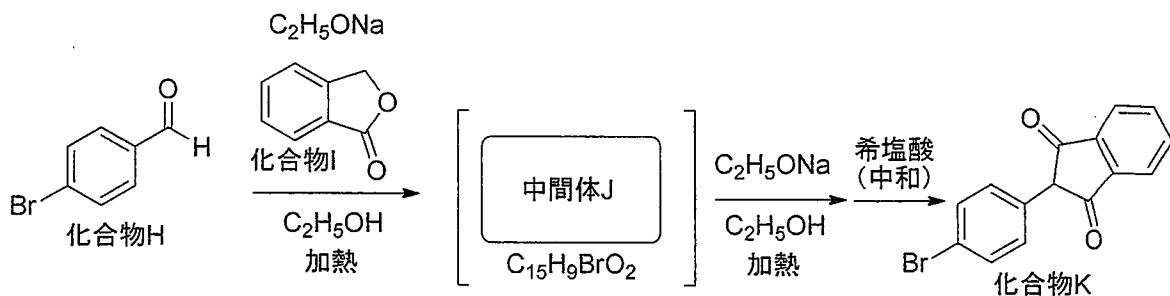 C₂H₅ONa
O
H
Br
化合物H
O
O
化合物I
C₂H₅OH
加熱
中間体J
C₁₅H₉BrO₂
C₂H₅ONa
C₂H₅OH
加熱
希塩酸
（中和）
O
O
Br
化合物K